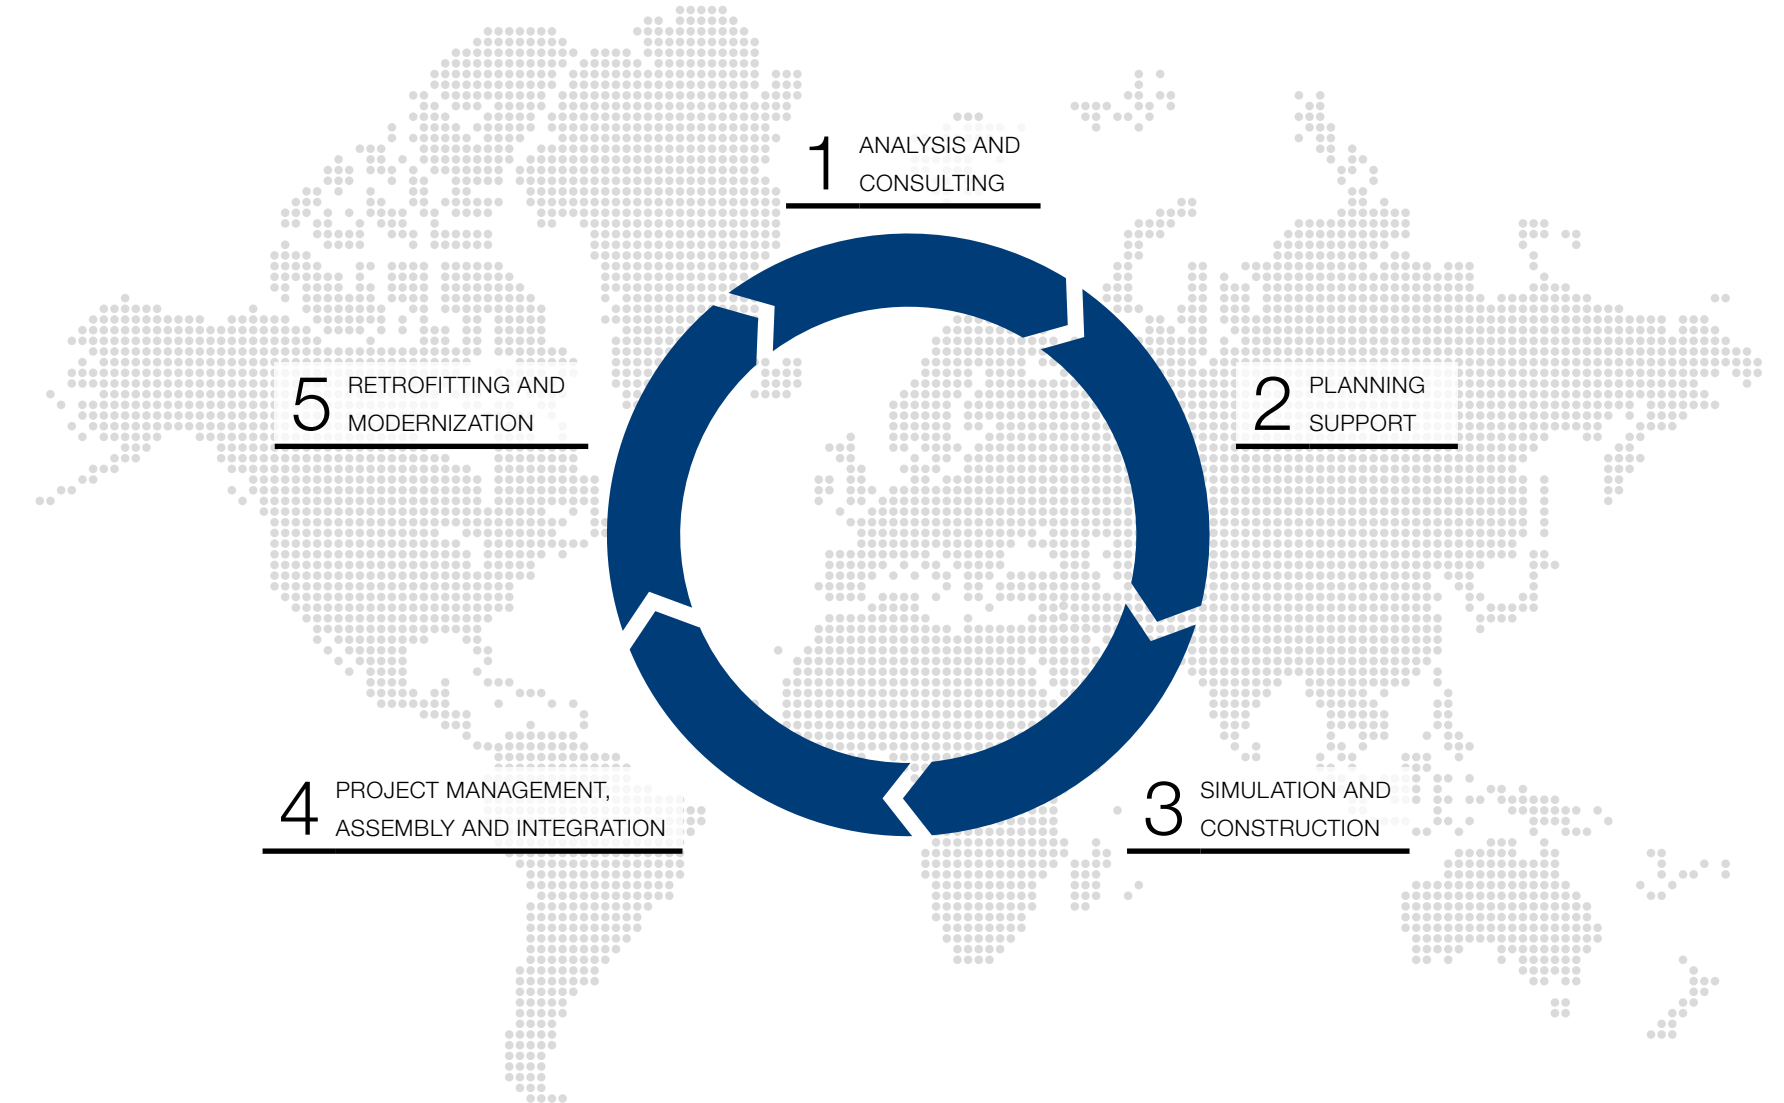 1 ANALYSIS AND
CONSULTING
2 PLANNING
SUPPORT
3 SIMULATION AND
CONSTRUCTION
4 PROJECT MANAGEMENT,
ASSEMBLY AND INTEGRATION
5 RETROFITTING AND
MODERNIZATION